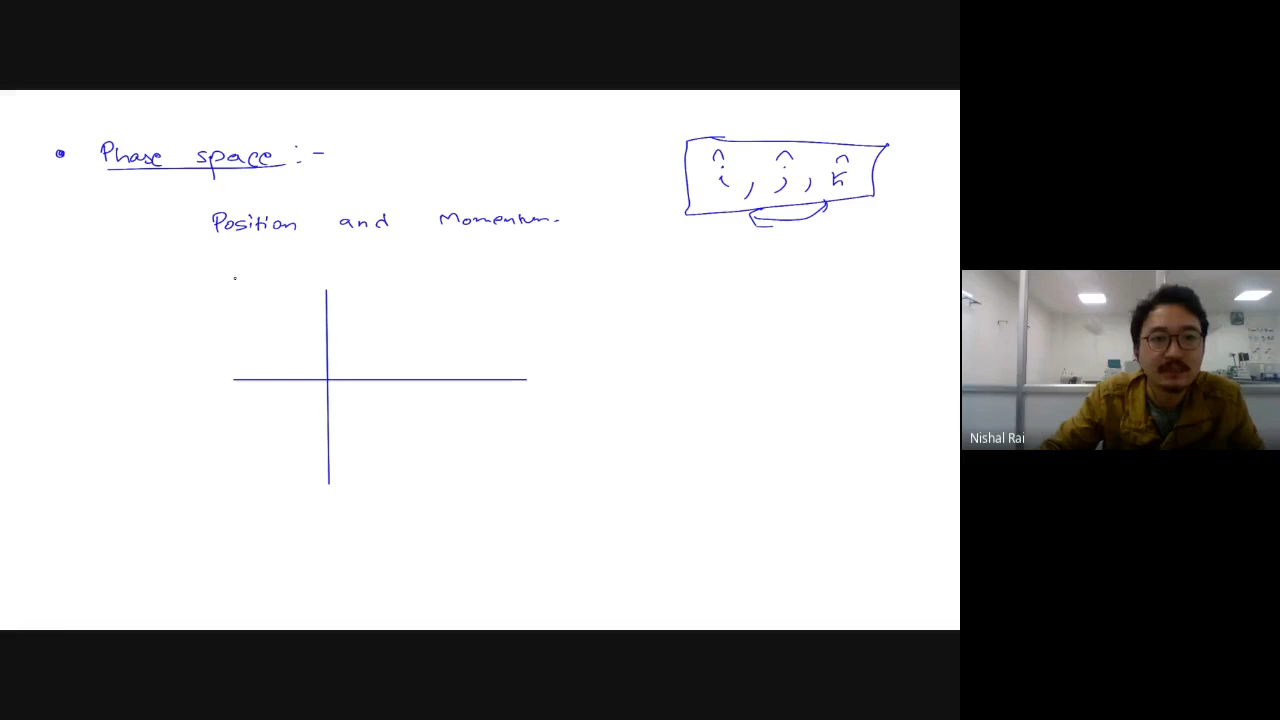 • Phase space :-
î , ĵ , k̂
Position and Momentum.
Nishal Rai